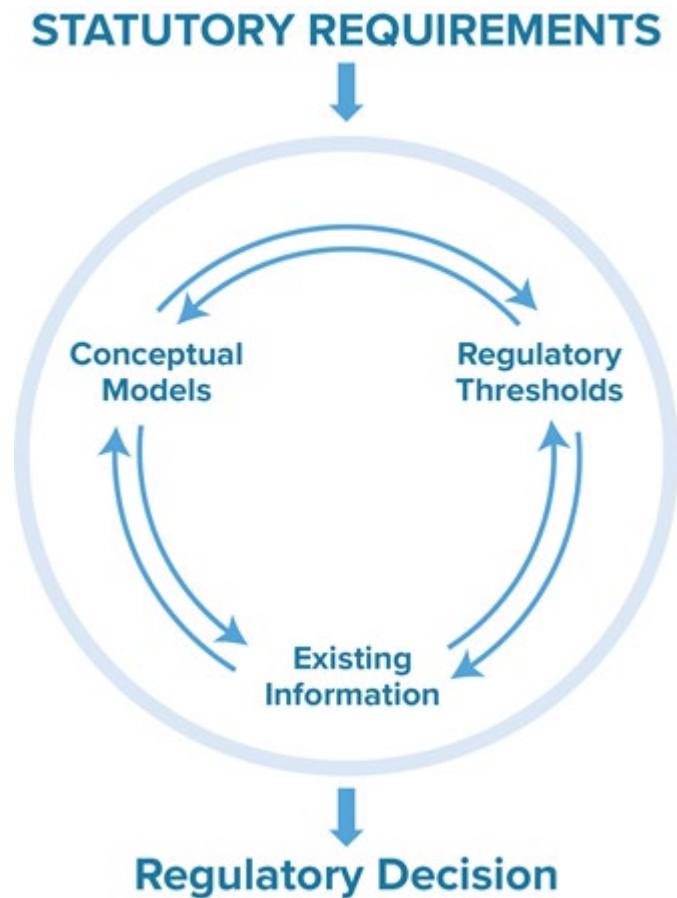 STATUTORY REQUIREMENTS
Conceptual
Models
Regulatory
Thresholds
Existing
Information
Regulatory Decision